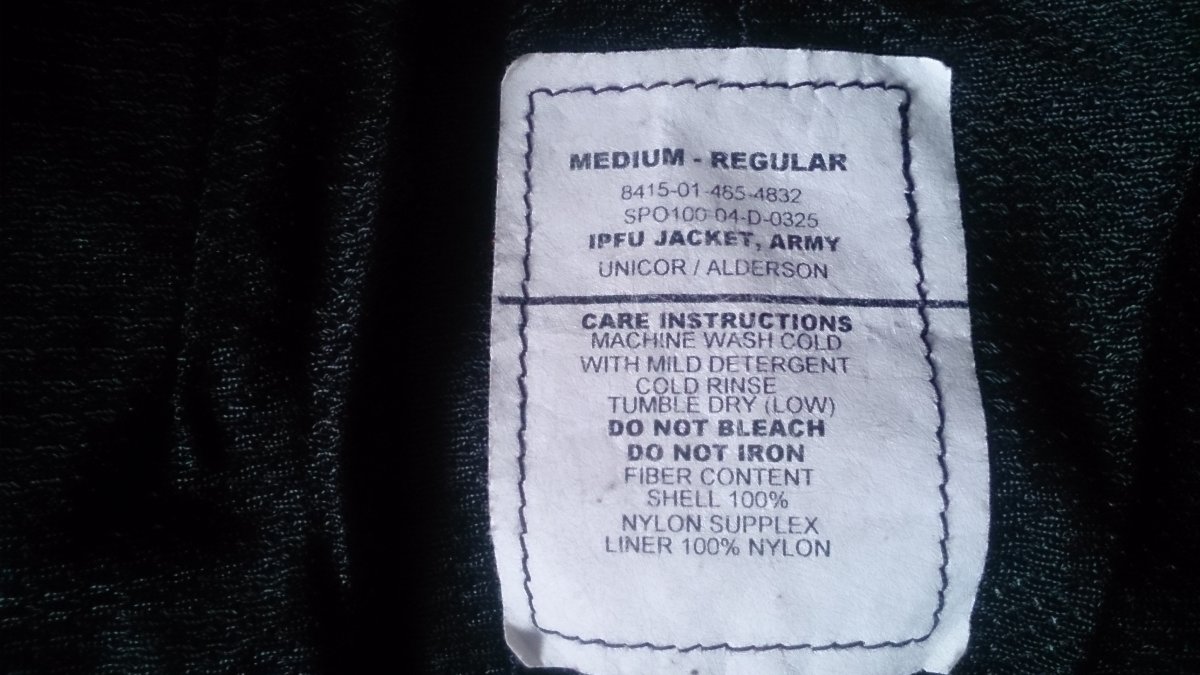 MEDIUM - REGULAR
8415-01-465-4832
SPO100-04-D-0325
IPFU JACKET, ARMY
UNICOR / ALDERSON
CARE INSTRUCTIONS
MACHINE WASH COLD
WITH MILD DETERGENT
COLD RINSE
TUMBLE DRY (LOW)
DO NOT BLEACH
DO NOT IRON
FIBER CONTENT
SHELL 100%
NYLON SUPPLEX
LINER 100% NYLON